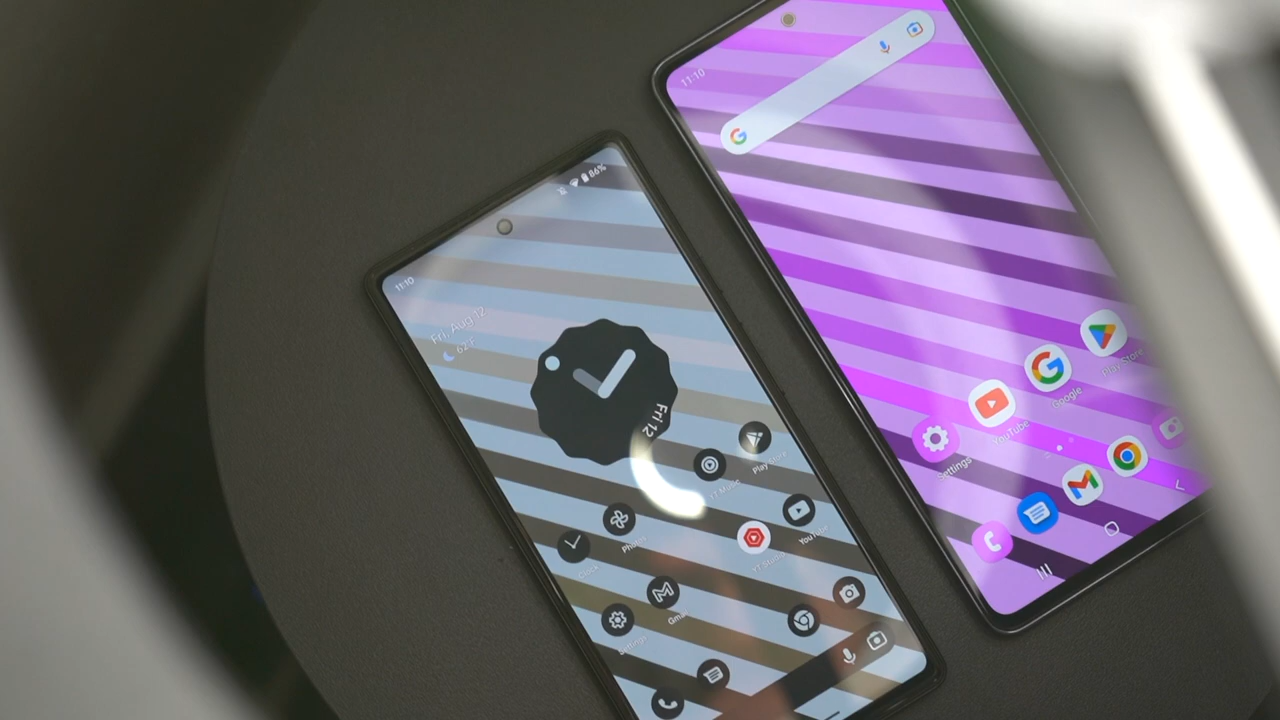 11:10
86%
Fri, Aug 12
62°F
Fri 12
Play Store
YT Music
YouTube
YT Studio
Photos
Clock
Gmail
Settings
11:10
G
Play Store
Google
YouTube
Settings